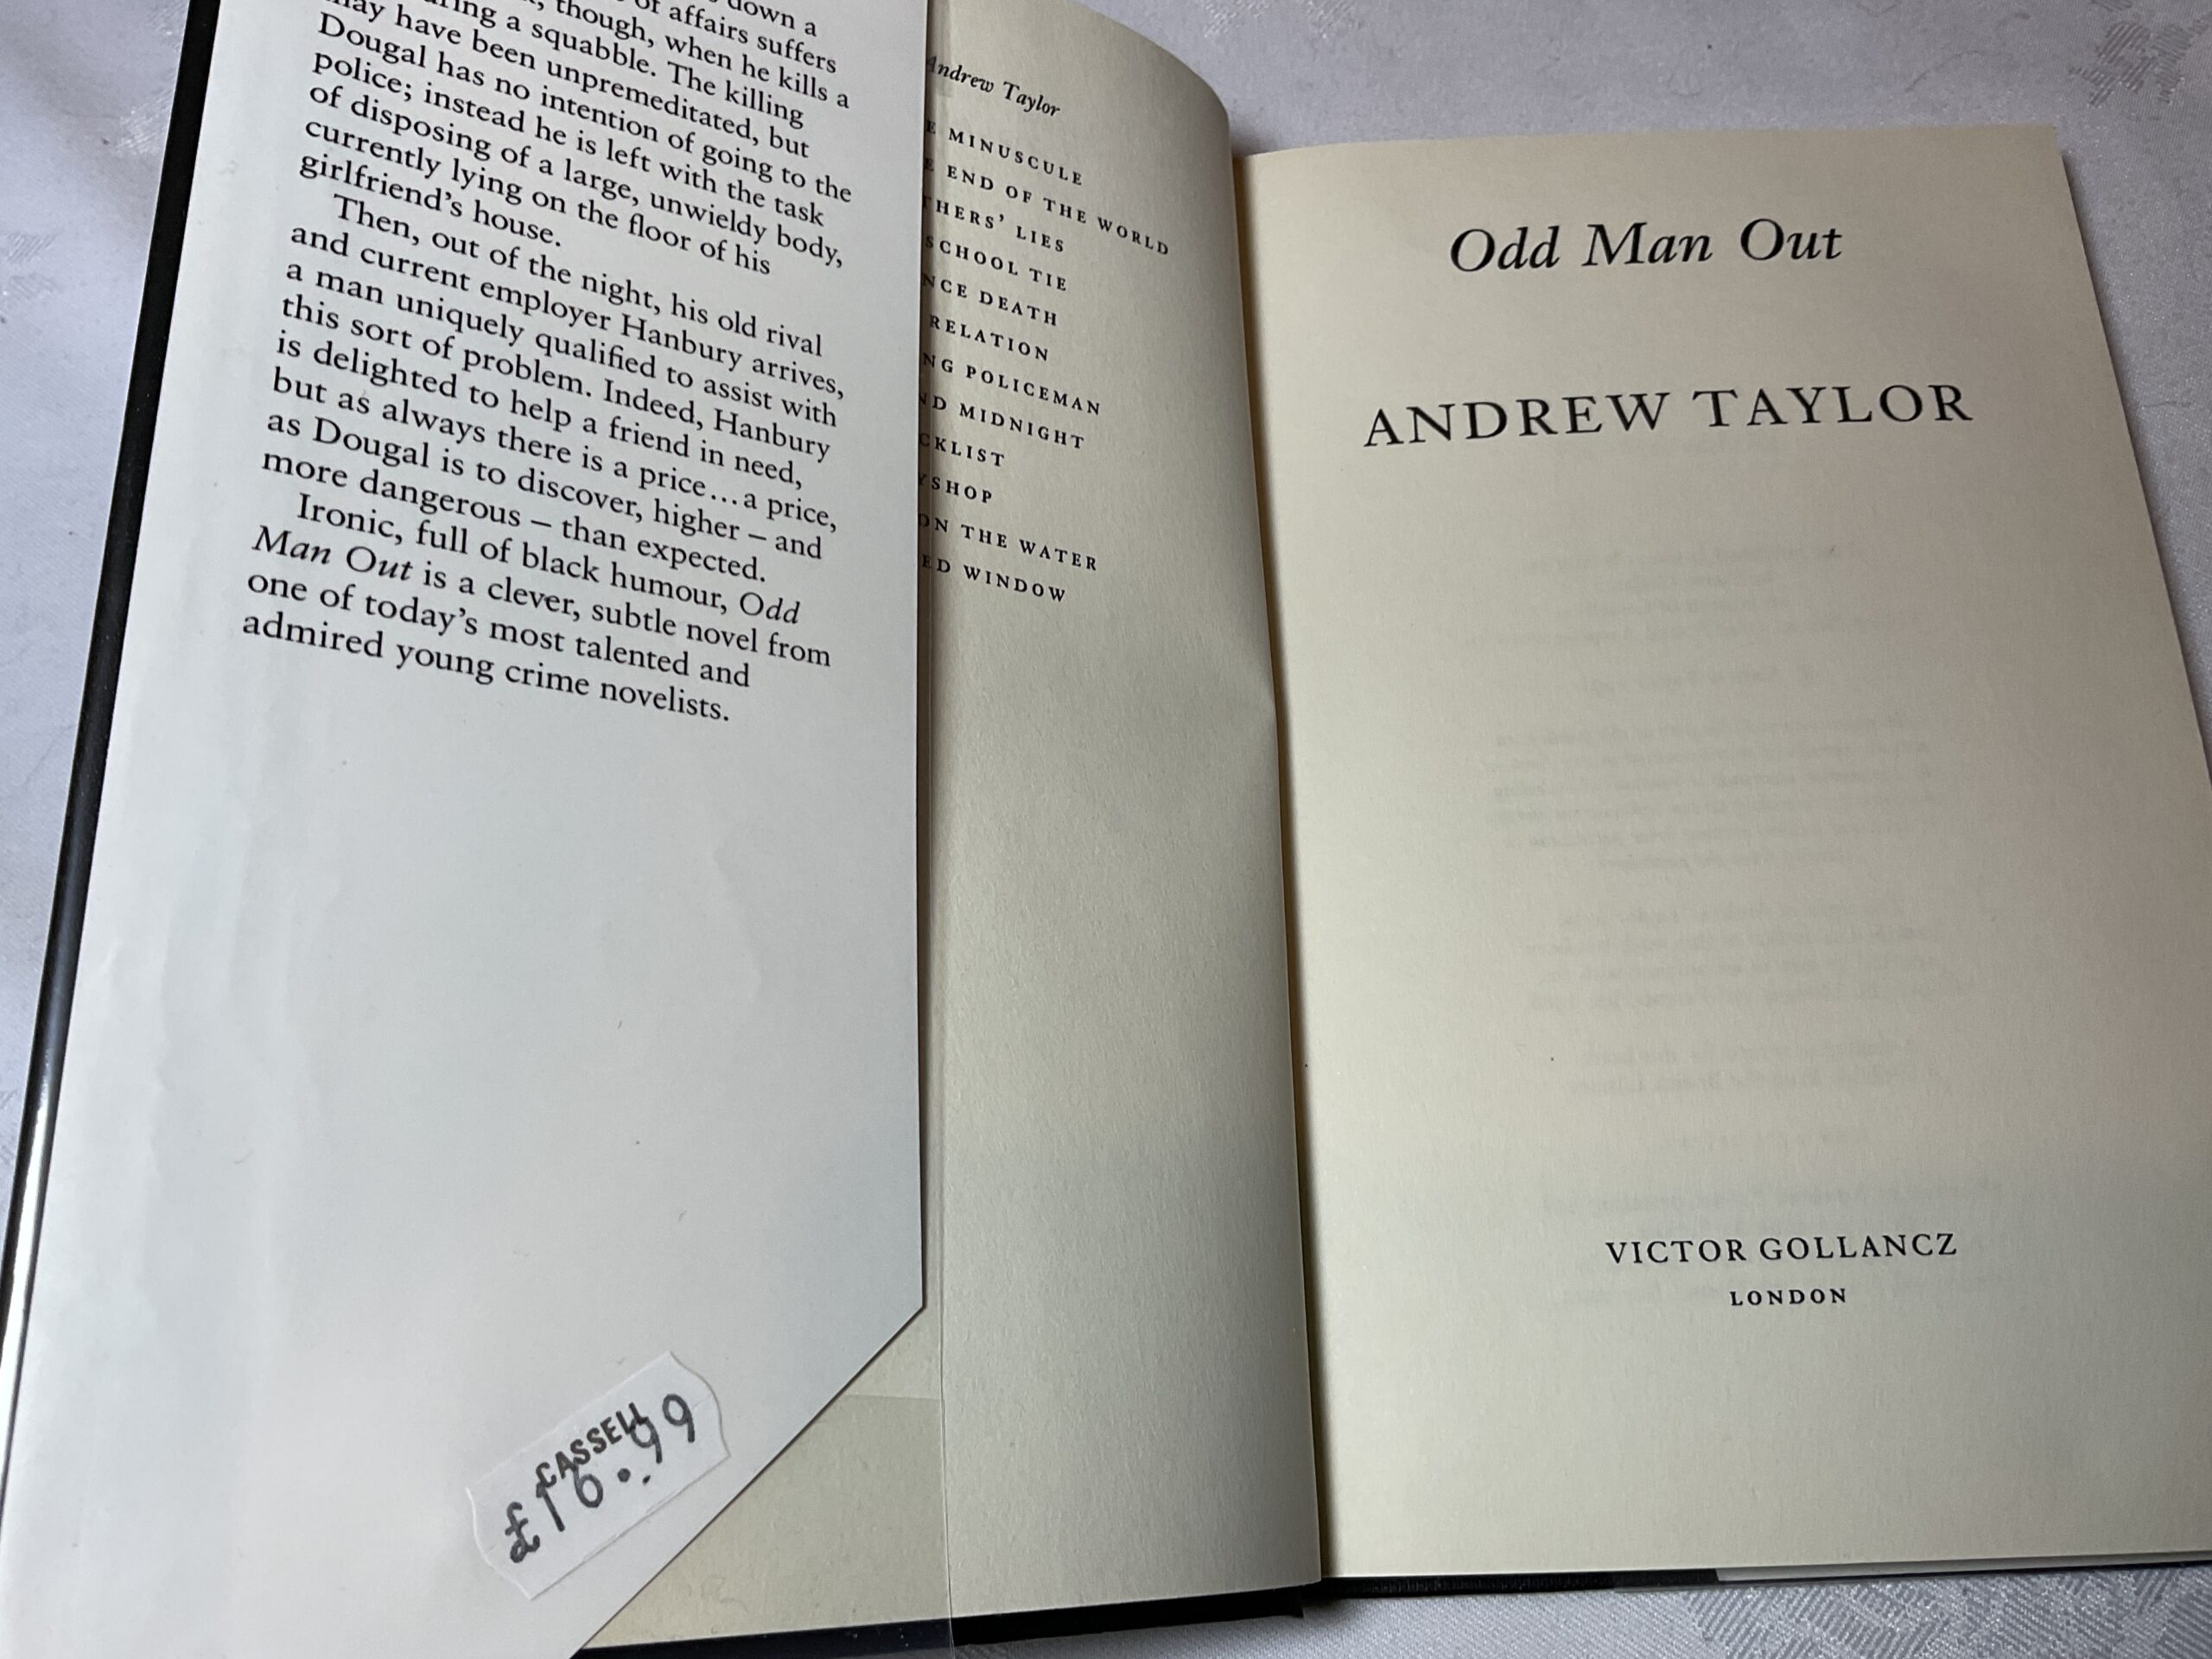 down a
of affairs suffers
though, when he kills a
a squabble. The killing
may have been unpremeditated, but
Dougal has no intention of going to the
police; instead he is left with the task
of disposing of a large, unwieldy body,
currently lying on the floor of his
girlfriend's house.
Then, out of the night, his old rival
and current employer Hanbury arrives,
a man uniquely qualified to assist with
this sort of problem. Indeed, Hanbury
is delighted to help a friend in need,
but as always there is a price...a price,
as Dougal is to discover, higher – and
more dangerous – than expected.
Ironic, full of black humour, Odd
Man Out is a clever, subtle novel from
one of today's most talented and
admired young crime novelists.
CASSELL
£16.99
Andrew Taylor
MINUSCULE
END OF THE WORLD
THERS' LIES
SCHOOL TIE
NCE DEATH
RELATION
NG POLICEMAN
ND MIDNIGHT
CKLIST
YSHOP
ON THE WATER
ED WINDOW
Odd Man Out
ANDREW TAYLOR
VICTOR GOLLANCZ
LONDON